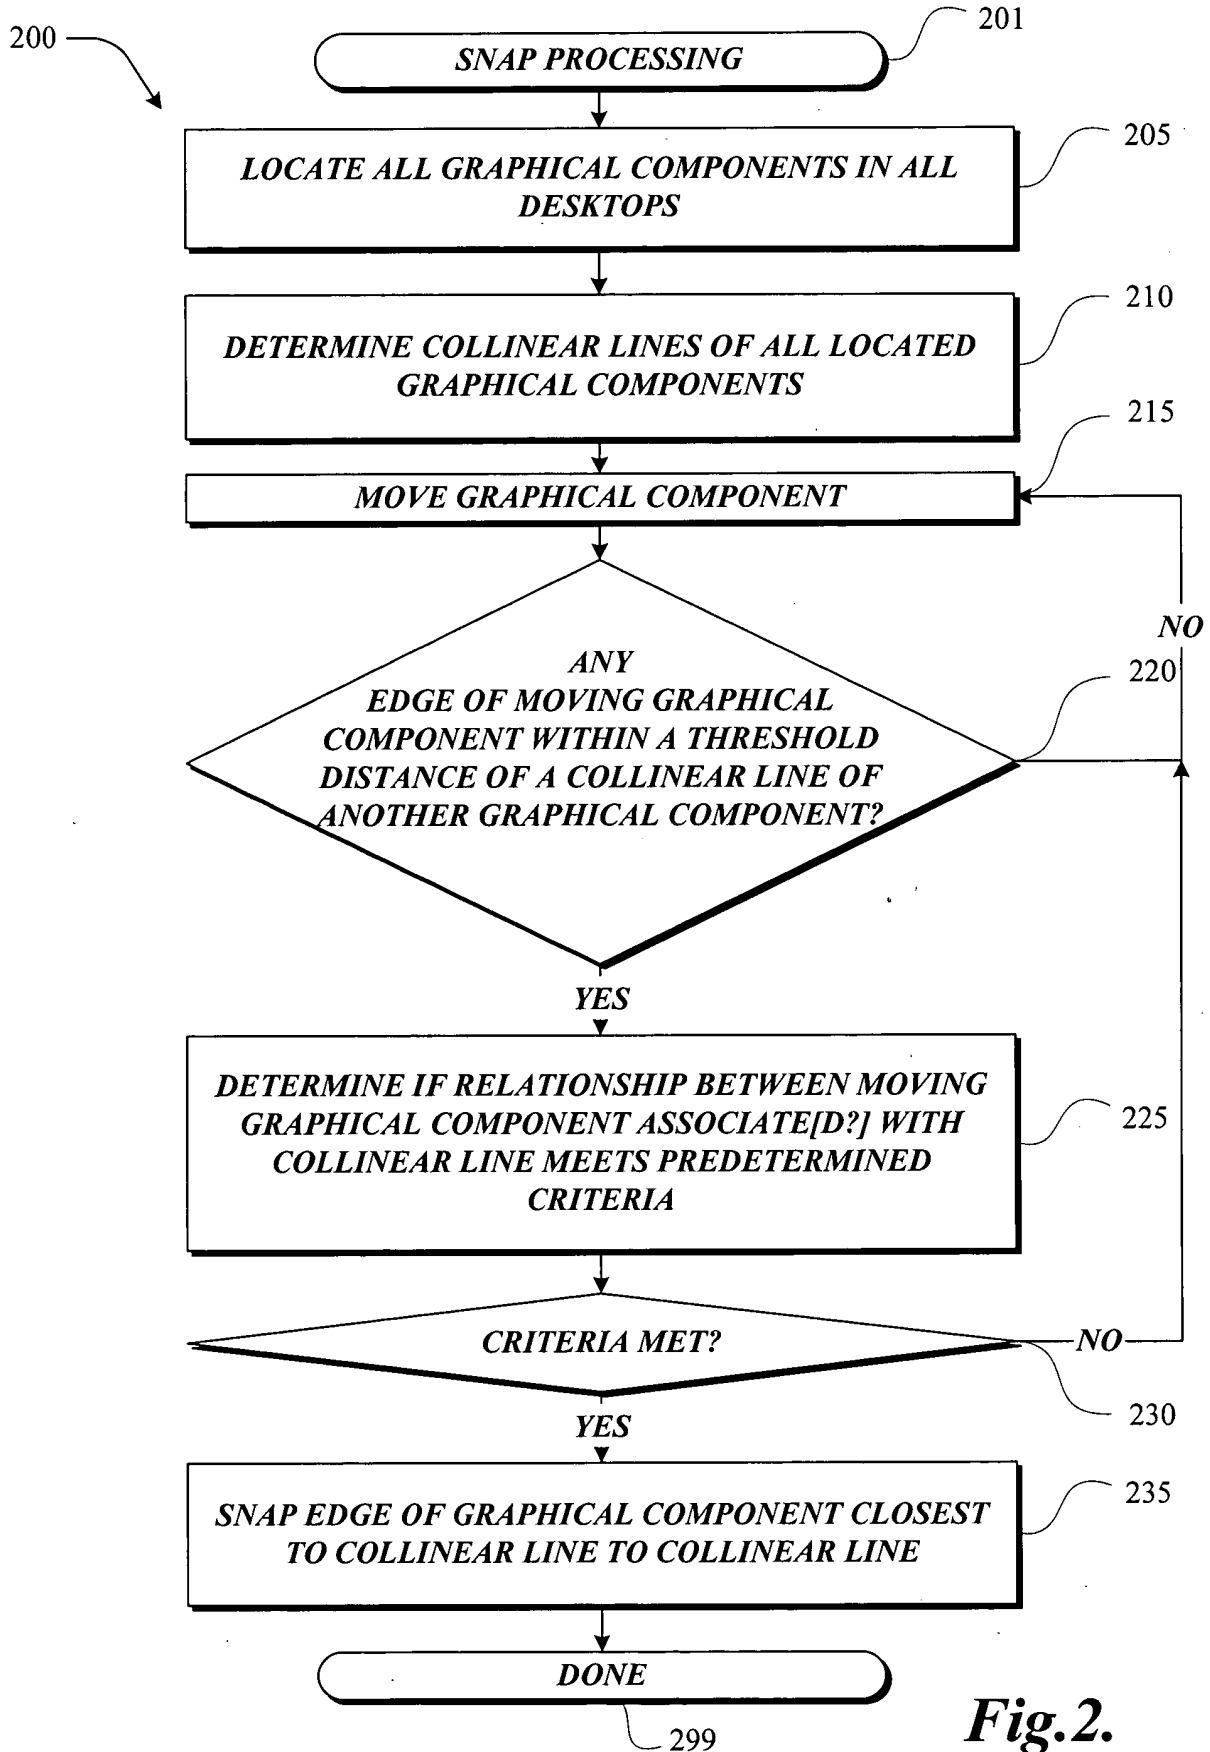 200
201
SNAP PROCESSING
205
LOCATE ALL GRAPHICAL COMPONENTS IN ALL
DESKTOPS
210
DETERMINE COLLINEAR LINES OF ALL LOCATED
GRAPHICAL COMPONENTS
215
MOVE GRAPHICAL COMPONENT
NO
220
ANY
EDGE OF MOVING GRAPHICAL
COMPONENT WITHIN A THRESHOLD
DISTANCE OF A COLLINEAR LINE OF
ANOTHER GRAPHICAL COMPONENT?
YES
DETERMINE IF RELATIONSHIP BETWEEN MOVING
GRAPHICAL COMPONENT ASSOCIATE[D?] WITH
COLLINEAR LINE MEETS PREDETERMINED
CRITERIA
225
CRITERIA MET?
NO
230
YES
SNAP EDGE OF GRAPHICAL COMPONENT CLOSEST
TO COLLINEAR LINE TO COLLINEAR LINE
235
DONE
299
Fig.2.